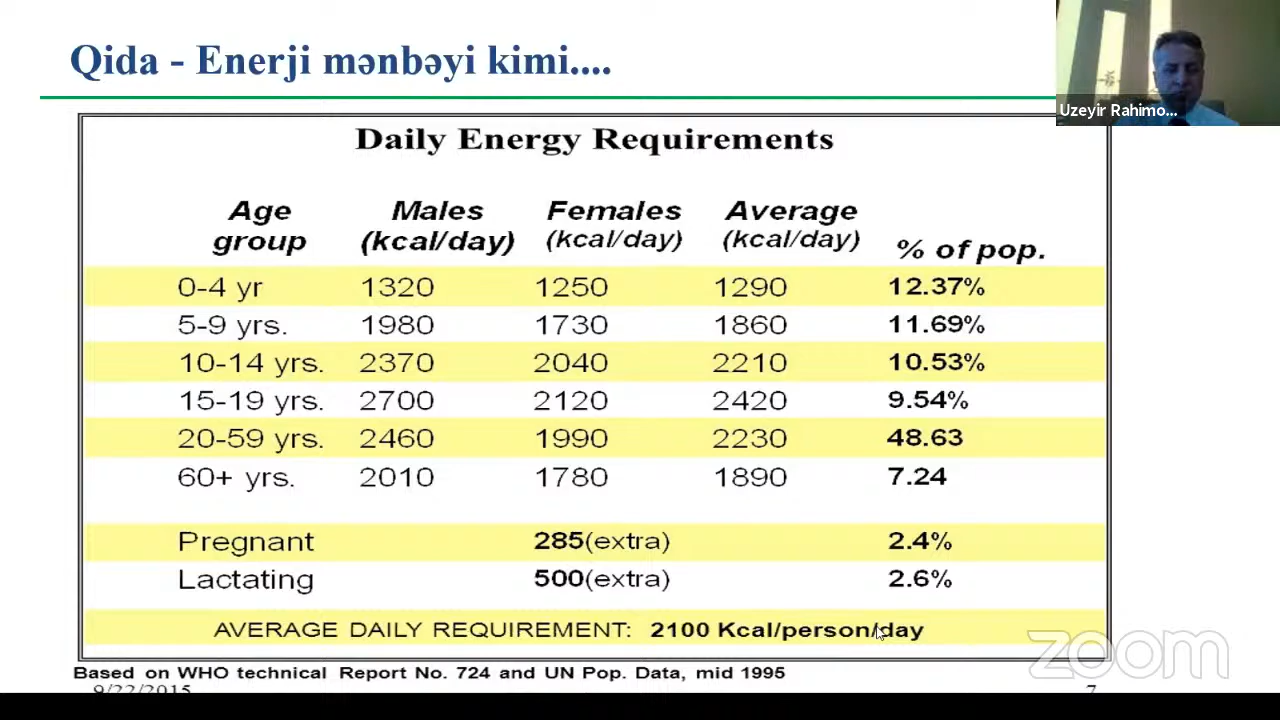 Qida - Enerji mənbəyi kimi....
Uzeyir Rahimo...
Daily Energy Requirements
Age group Males (kcal/day) Females (kcal/day) Average (kcal/day) % of pop.
0-4 yr 1320 1250 1290 12.37%
5-9 yrs. 1980 1730 1860 11.69%
10-14 yrs. 2370 2040 2210 10.53%
15-19 yrs. 2700 2120 2420 9.54%
20-59 yrs. 2460 1990 2230 48.63
60+ yrs. 2010 1780 1890 7.24
Pregnant 285(extra) 2.4%
Lactating 500(extra) 2.6%
AVERAGE DAILY REQUIREMENT: 2100 Kcal/person/day
zoom
Based on WHO technical Report No. 724 and UN Pop. Data, mid 1995
9/22/2015 7